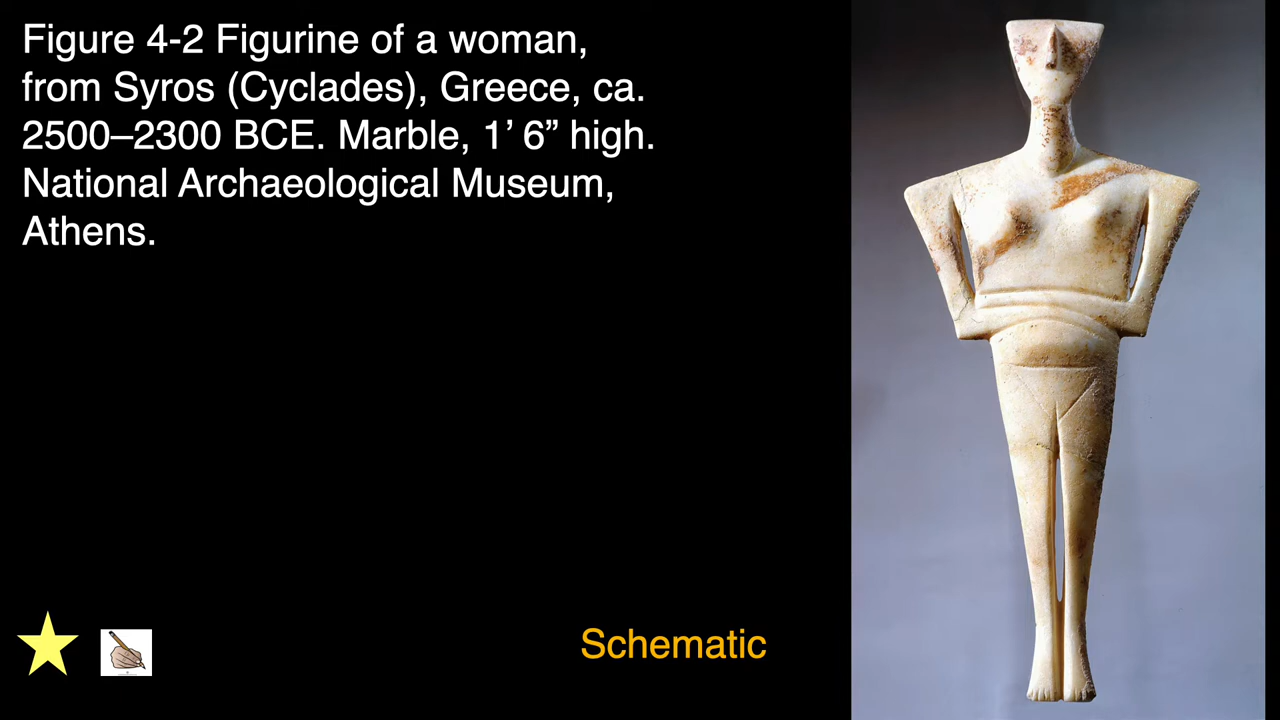 Figure 4-2 Figurine of a woman,
from Syros (Cyclades), Greece, ca.
2500–2300 BCE. Marble, 1’ 6” high.
National Archaeological Museum,
Athens.
Schematic